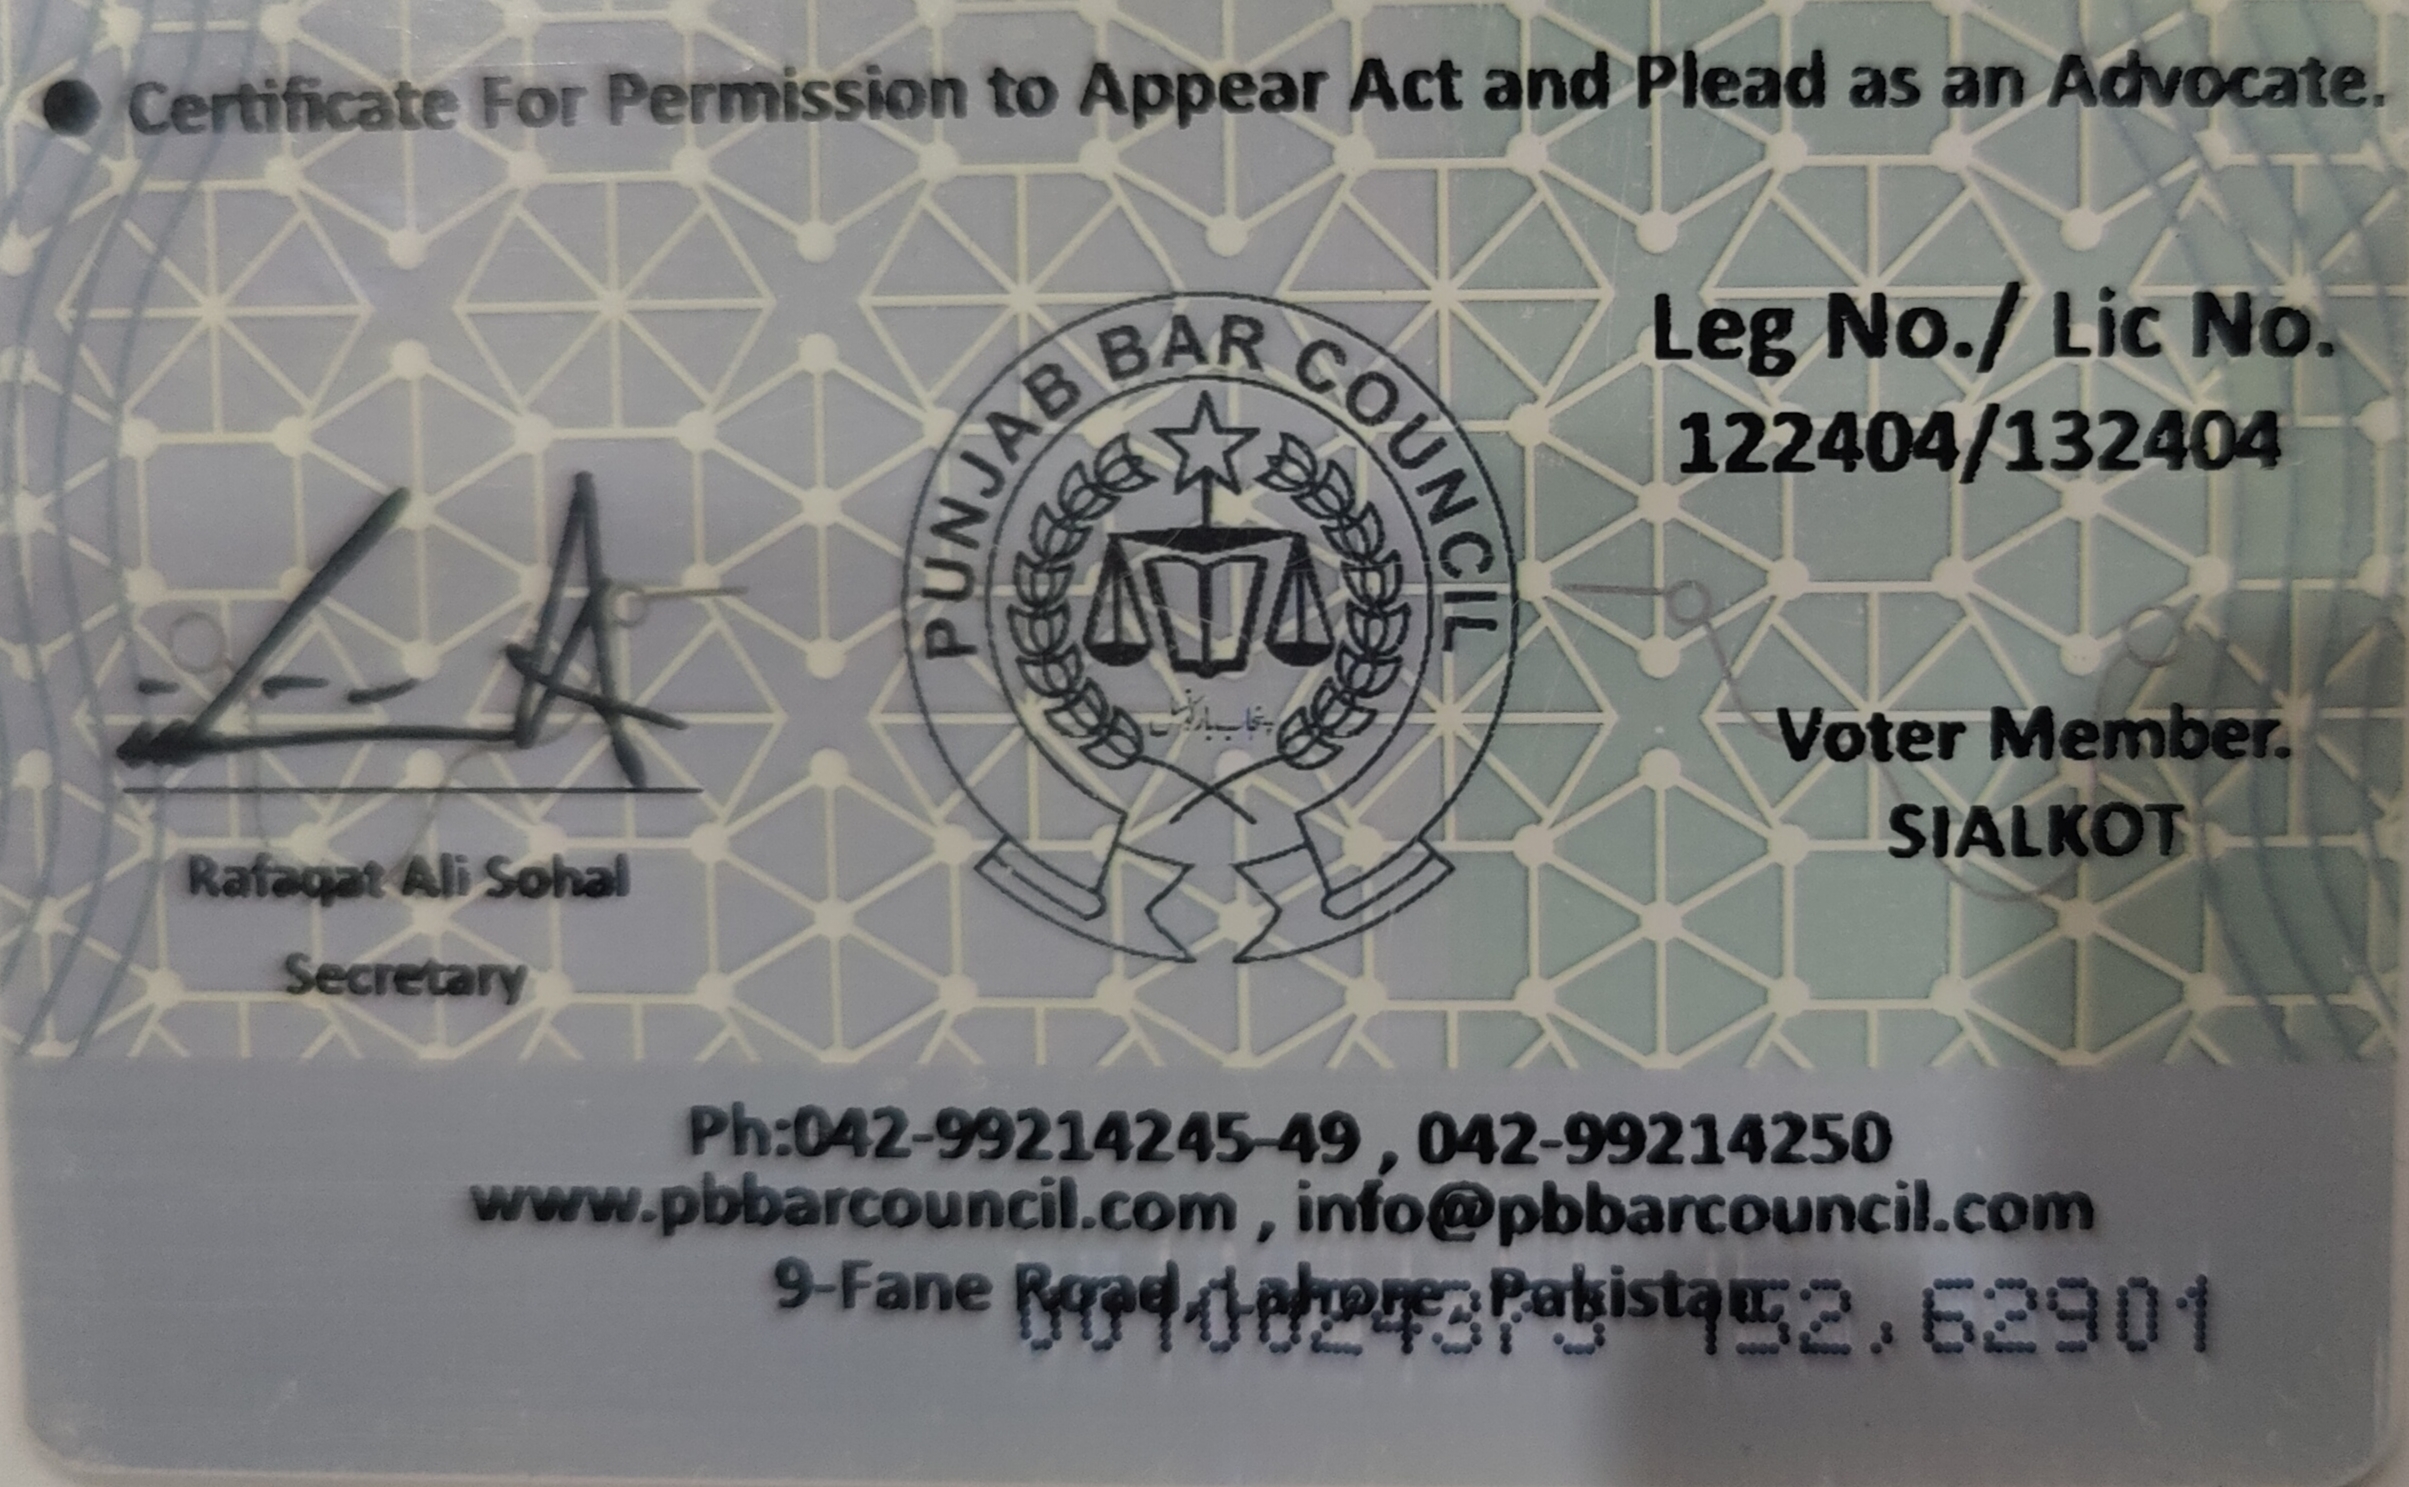 ● Certificate For Permission to Appear Act and Plead as an Advocate.
PUNJAB BAR COUNCIL
پنجاب بار کونسل
Leg No./ Lic No.
122404/132404
Voter Member.
SIALKOT
Rafaqat Ali Sohal
Secretary
Ph:042-99214245-49 , 042-99214250
www.pbbarcouncil.com , info@pbbarcouncil.com
9-Fane Road, Lahore, Pakistan.
152,62901